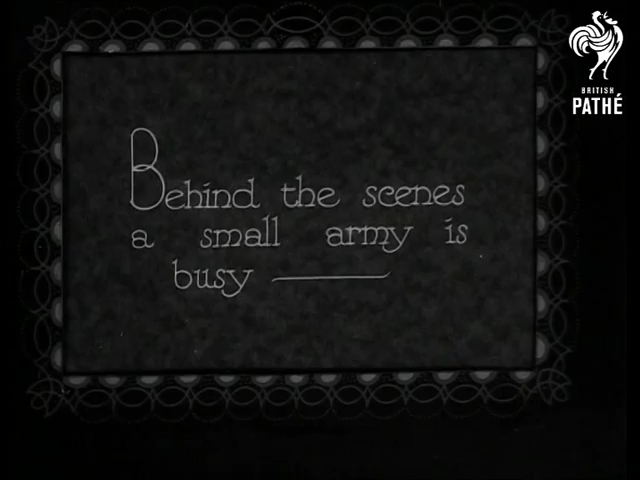 BRITISH
PATHÉ
Behind the scenes
a small army is
busy ———